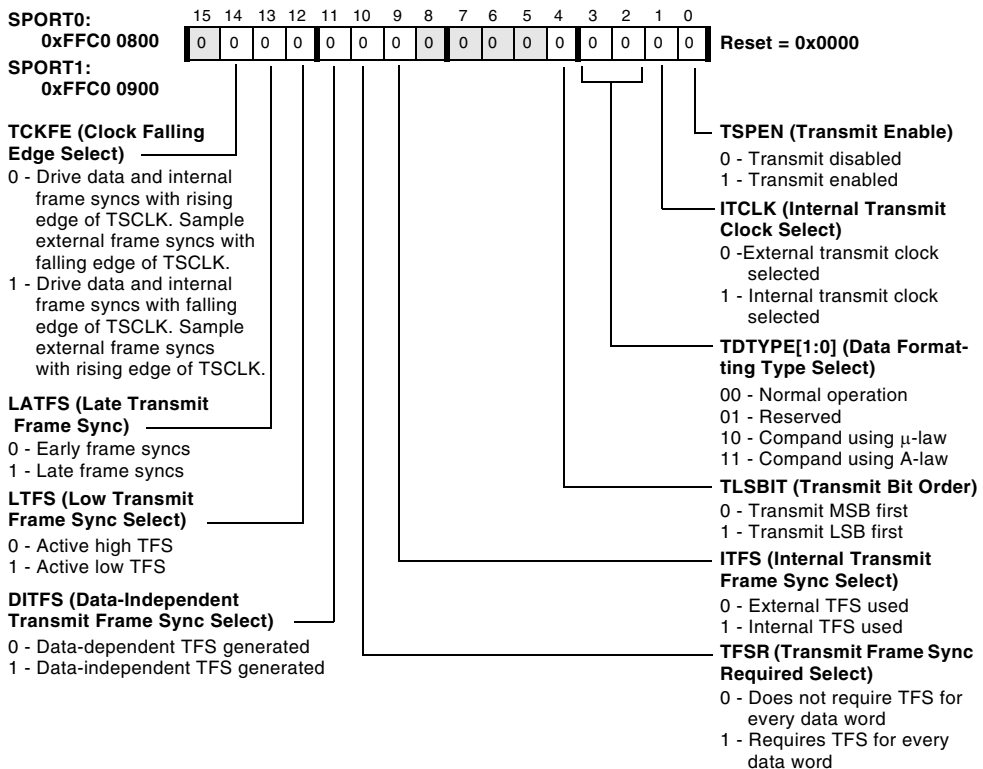 SPORT0:
0xFFC0 0800
SPORT1:
0xFFC0 0900
15 14 13 12 11 10 9 8 7 6 5 4 3 2 1 0
0 0 0 0 0 0 0 0 0 0 0 0 0 0 0 0
Reset = 0x0000
TCKFE (Clock Falling
Edge Select)
0 - Drive data and internal
frame syncs with rising
edge of TSCLK. Sample
external frame syncs with
falling edge of TSCLK.
1 - Drive data and internal
frame syncs with falling
edge of TSCLK. Sample
external frame syncs
with rising edge of TSCLK.
LATFS (Late Transmit
Frame Sync)
0 - Early frame syncs
1 - Late frame syncs
LTFS (Low Transmit
Frame Sync Select)
0 - Active high TFS
1 - Active low TFS
DITFS (Data-Independent
Transmit Frame Sync Select)
0 - Data-dependent TFS generated
1 - Data-independent TFS generated
TSPEN (Transmit Enable)
0 - Transmit disabled
1 - Transmit enabled
ITCLK (Internal Transmit
Clock Select)
0 -External transmit clock
selected
1 - Internal transmit clock
selected
TDTYPE[1:0] (Data Format-
ting Type Select)
00 - Normal operation
01 - Reserved
10 - Compand using μ-law
11 - Compand using A-law
TLSBIT (Transmit Bit Order)
0 - Transmit MSB first
1 - Transmit LSB first
ITFS (Internal Transmit
Frame Sync Select)
0 - External TFS used
1 - Internal TFS used
TFSR (Transmit Frame Sync
Required Select)
0 - Does not require TFS for
every data word
1 - Requires TFS for every
data word